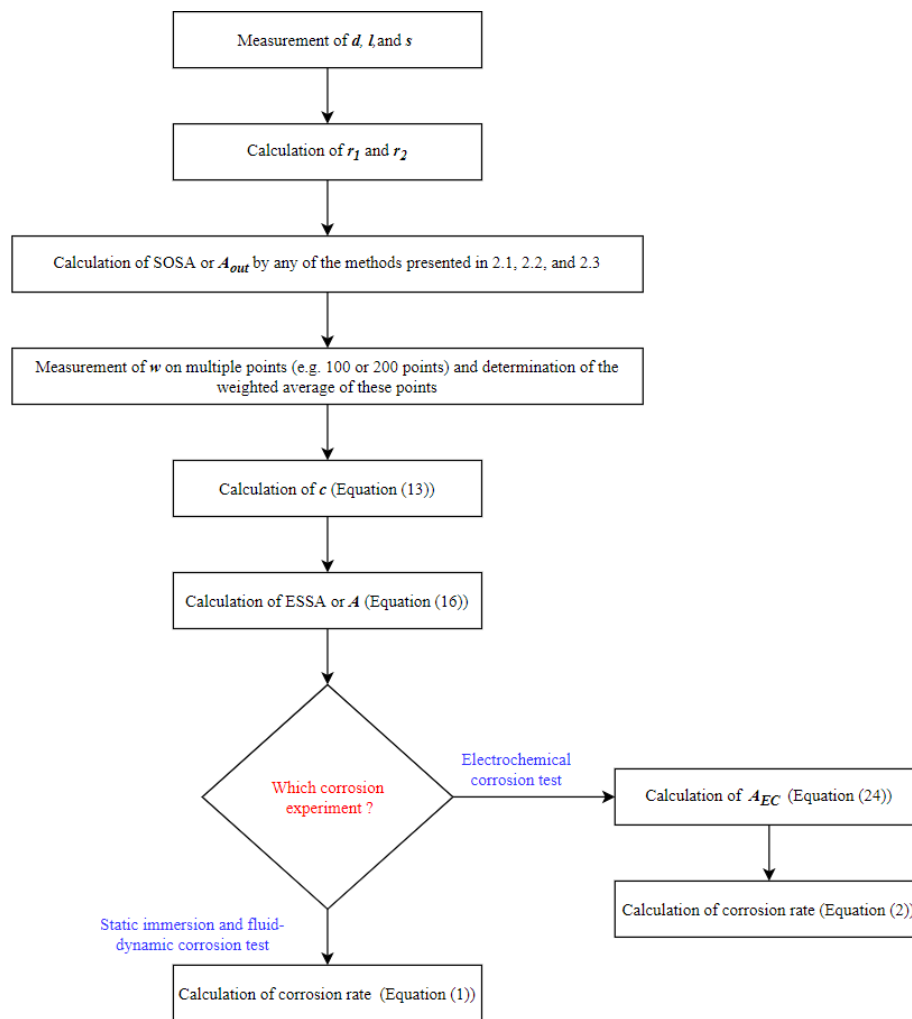 Measurement of d, l,and s
Calculation of r1 and r2
Calculation of SOSA or Aout by any of the methods presented in 2.1, 2.2, and 2.3
Measurement of w on multiple points (e.g. 100 or 200 points) and determination of the
weighted average of these points
Calculation of c (Equation (13))
Calculation of ESSA or A (Equation (16))
Which corrosion
experiment ?
Electrochemical
corrosion test
Calculation of AEC (Equation (24))
Calculation of corrosion rate (Equation (2))
Static immersion and fluid-
dynamic corrosion test
Calculation of corrosion rate (Equation (1))